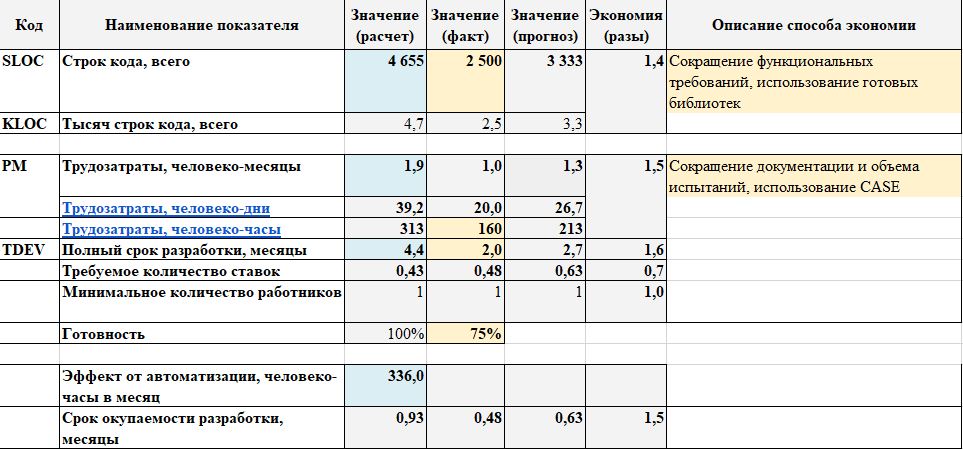 Код Наименование показателя Значение (расчет) Значение (факт) Значение (прогноз) Экономия (разы) Описание способа экономии
SLOC Строк кода, всего 4 655 2 500 3 333 1,4 Сокращение функциональных
требований, использование готовых
библиотек
KLOC Тысяч строк кода, всего 4,7 2,5 3,3
PM Трудозатраты, человеко-месяцы 1,9 1,0 1,3 1,5 Сокращение документации и объема
испытаний, использование CASE
Трудозатраты, человеко-дни 39,2 20,0 26,7
Трудозатраты, человеко-часы 313 160 213
TDEV Полный срок разработки, месяцы 4,4 2,0 2,7 1,6
Требуемое количество ставок 0,43 0,48 0,63 0,7
Минимальное количество работников 1 1 1 1,0
Готовность 100% 75%
Эффект от автоматизации, человеко- 336,0
часы в месяц
Срок окупаемости разработки, 0,93 0,48 0,63 1,5
месяцы